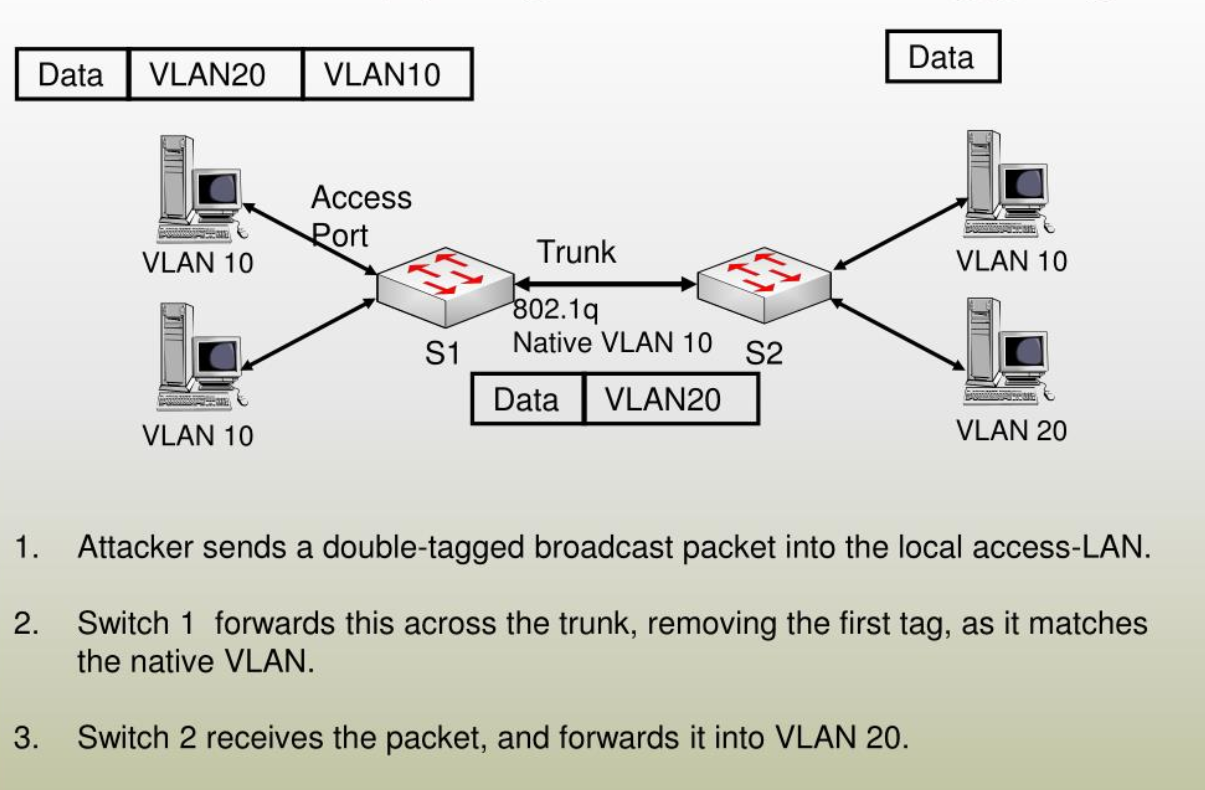 Data VLAN20 VLAN10
Data
Access
Port
VLAN 10
VLAN 10
Trunk
802.1q
Native VLAN 10
S1
S2
Data VLAN20
VLAN 10
VLAN 20
1. Attacker sends a double-tagged broadcast packet into the local access-LAN.
2. Switch 1 forwards this across the trunk, removing the first tag, as it matches
the native VLAN.
3. Switch 2 receives the packet, and forwards it into VLAN 20.